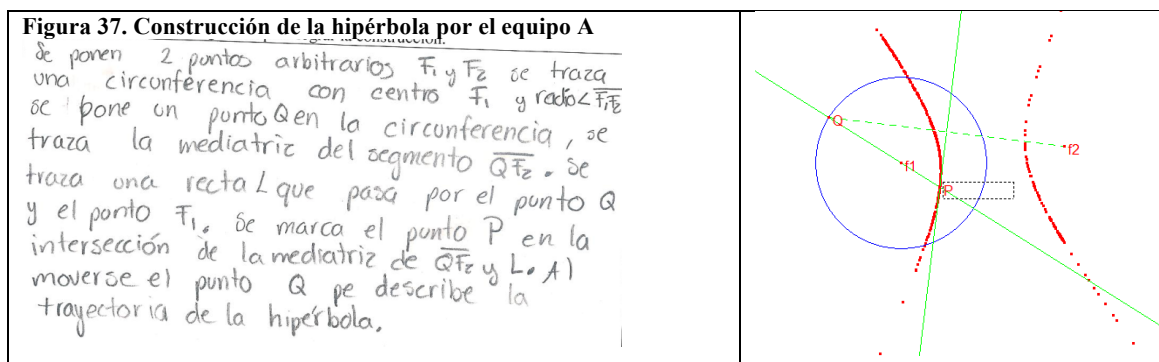 Figura 37. Construcción de la hipérbola por el equipo A
la construcción.
Se ponen 2 puntos arbitrarios F₁ y F₂ se traza
una circunferencia con centro F₁ y radio < F₁F₂
se pone un punto Q en la circunferencia, se
traza la mediatriz del segmento QF₂. Se
traza una recta L que pasa por el punto Q
y el punto F₁. Se marca el punto P en la
intersección de la mediatriz de QF₂ y L. Al
moverse el punto Q pe describe la
trayectoria de la hipérbola.
Q
f1
f2
P